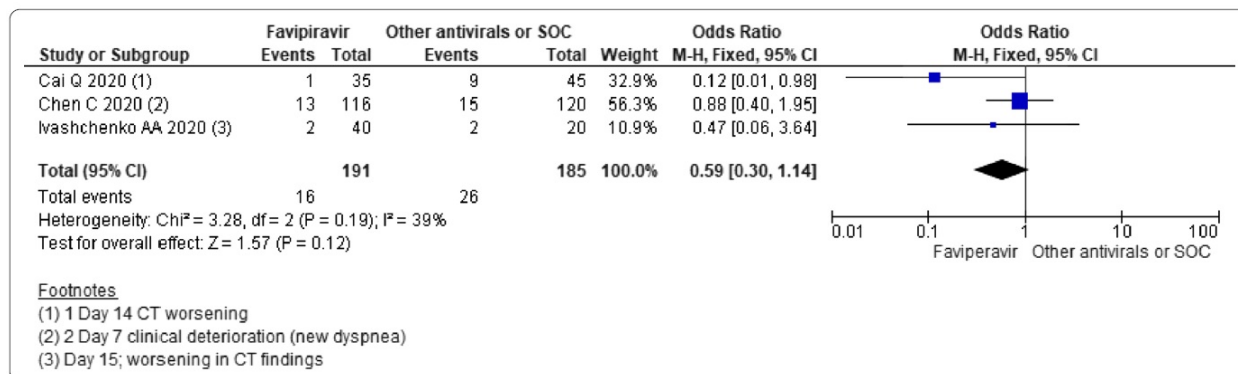 Favipiravir Other antivirals or SOC Odds Ratio Odds Ratio
Study or Subgroup Events Total Events Total Weight M-H, Fixed, 95% CI M-H, Fixed, 95% CI
Cai Q 2020 (1) 1 35 9 45 32.9% 0.12 [0.01, 0.98]
Chen C 2020 (2) 13 116 15 120 56.3% 0.88 [0.40, 1.95]
Ivashchenko AA 2020 (3) 2 40 2 20 10.9% 0.47 [0.06, 3.64]
Total (95% CI) 191 185 100.0% 0.59 [0.30, 1.14]
Total events 16 26
Heterogeneity: Chi² = 3.28, df = 2 (P = 0.19); I² = 39%
Test for overall effect: Z = 1.57 (P = 0.12)
0.01 0.1 1 10 100
Faviperavir Other antivirals or SOC
Footnotes
(1) 1 Day 14 CT worsening
(2) 2 Day 7 clinical deterioration (new dyspnea)
(3) Day 15; worsening in CT findings